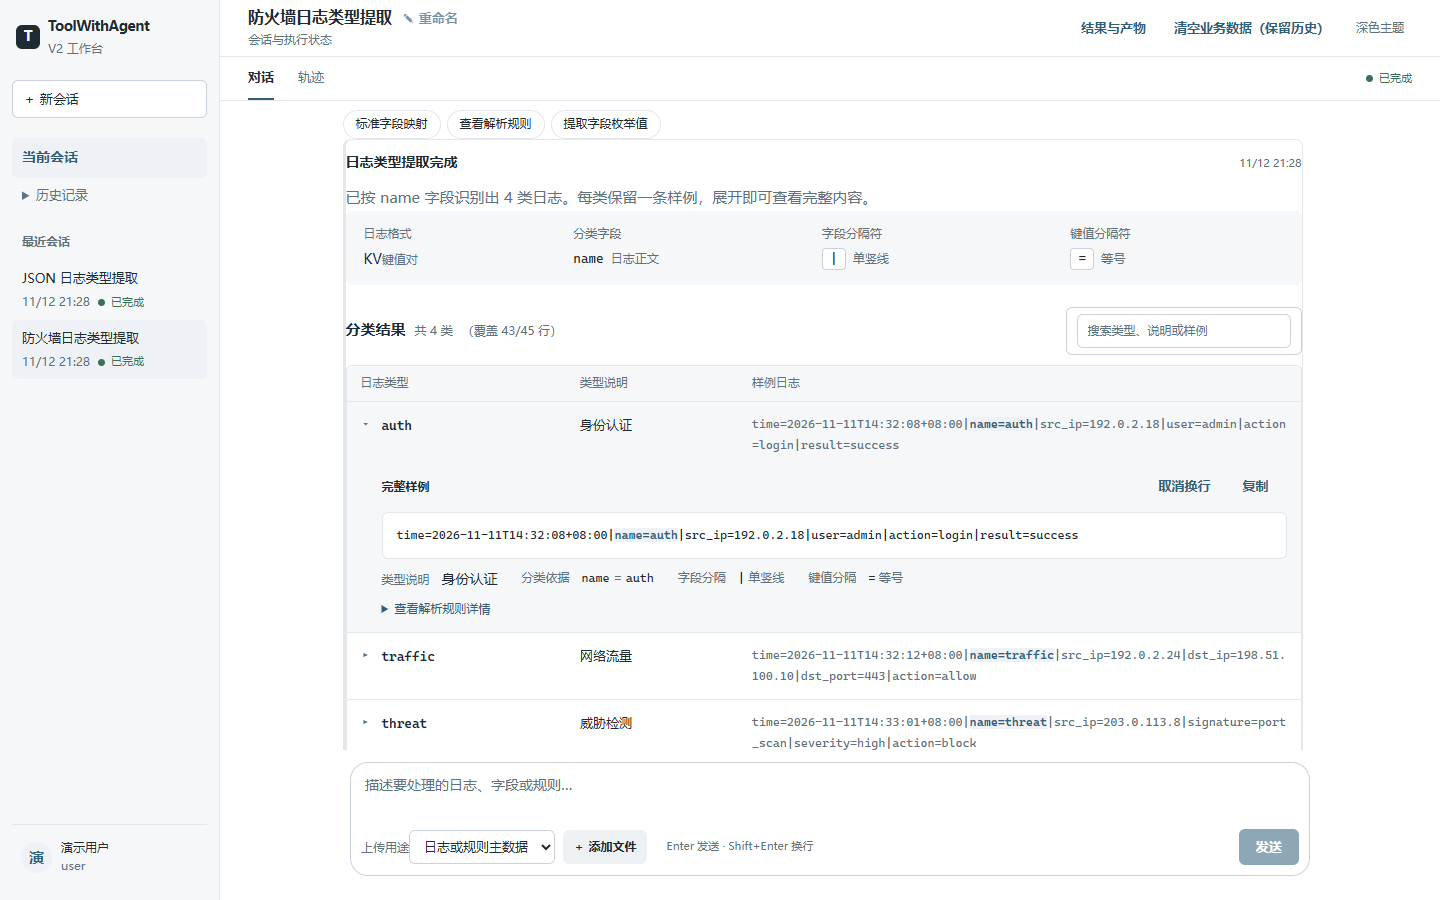 T
ToolWithAgent
V2 工作台
+ 新会话
当前会话
▶ 历史记录
最近会话
JSON 日志类型提取
11/12 21:28 ● 已完成
防火墙日志类型提取
11/12 21:28 ● 已完成
演
演示用户
user
防火墙日志类型提取
重命名
会话与执行状态
结果与产物
清空业务数据（保留历史）
深色主题
对话
轨迹
● 已完成
标准字段映射
查看解析规则
提取字段枚举值
日志类型提取完成
11/12 21:28
已按 name 字段识别出 4 类日志。每类保留一条样例，展开即可查看完整内容。
日志格式
KV键值对
分类字段
name 日志正文
字段分隔符
| 单竖线
键值分隔符
= 等号
分类结果 共 4 类 （覆盖 43/45 行）
搜索类型、说明或样例
日志类型
类型说明
样例日志
auth
身份认证
time=2026-11-11T14:32:08+08:00|name=auth|src_ip=192.0.2.18|user=admin|action
=login|result=success
完整样例
取消换行
复制
time=2026-11-11T14:32:08+08:00|name=auth|src_ip=192.0.2.18|user=admin|action=login|result=success
类型说明 身份认证 分类依据 name = auth 字段分隔 | 单竖线 键值分隔 = 等号
▶ 查看解析规则详情
traffic
网络流量
time=2026-11-11T14:32:12+08:00|name=traffic|src_ip=192.0.2.24|dst_ip=198.51.
100.10|dst_port=443|action=allow
threat
威胁检测
time=2026-11-11T14:33:01+08:00|name=threat|src_ip=203.0.113.8|signature=port
_scan|severity=high|action=block
描述要处理的日志、字段或规则...
上传用途
日志或规则主数据
+ 添加文件
Enter 发送 · Shift+Enter 换行
发送